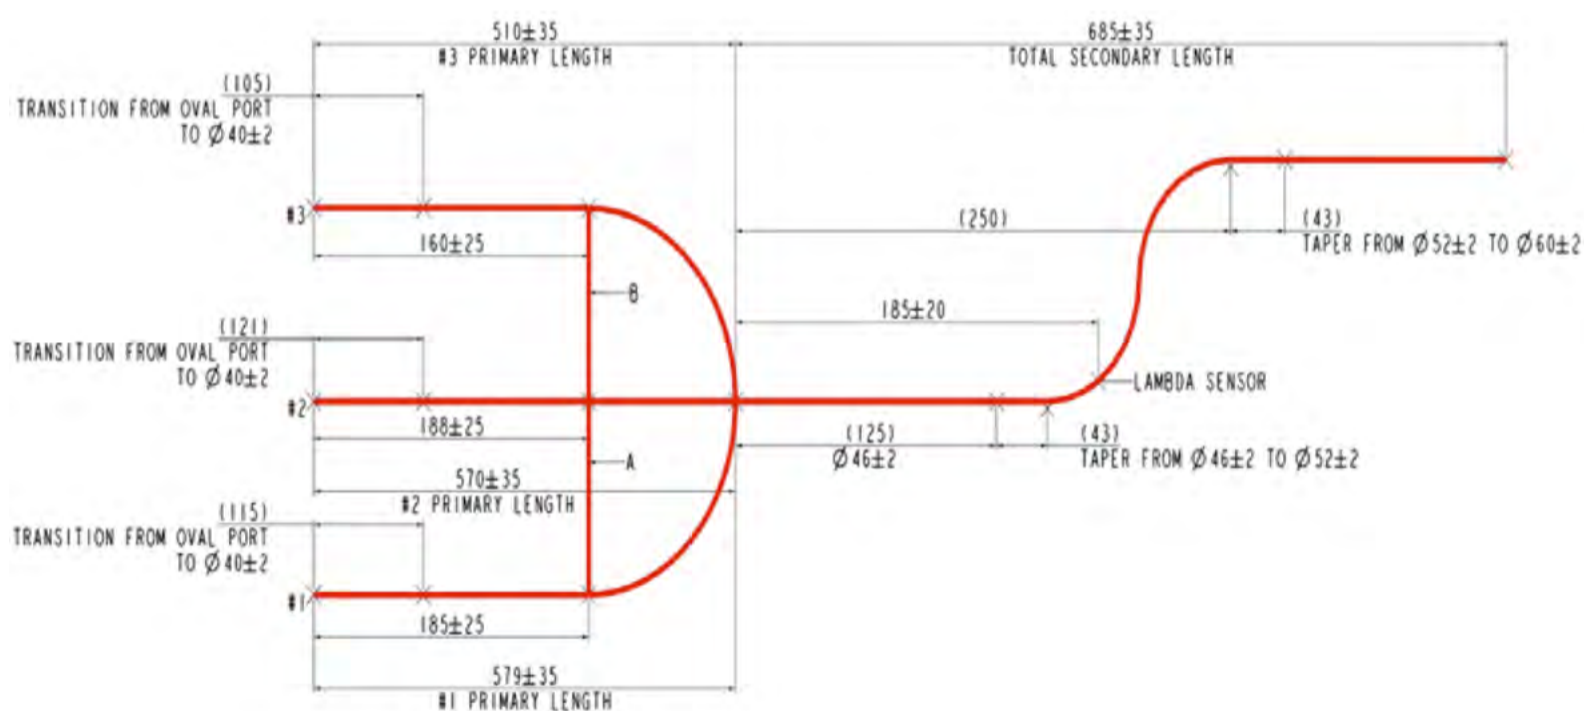 510±35
#3 PRIMARY LENGTH
685±35
TOTAL SECONDARY LENGTH
(105)
TRANSITION FROM OVAL PORT
TO Ø40±2
#3
160±25
(250)
(43)
TAPER FROM Ø52±2 TO Ø60±2
B
185±20
(121)
TRANSITION FROM OVAL PORT
TO Ø40±2
LAMBDA SENSOR
#2
188±25
(125)
Ø46±2
(43)
TAPER FROM Ø46±2 TO Ø52±2
A
570±35
#2 PRIMARY LENGTH
(115)
TRANSITION FROM OVAL PORT
TO Ø40±2
#1
185±25
579±35
#1 PRIMARY LENGTH